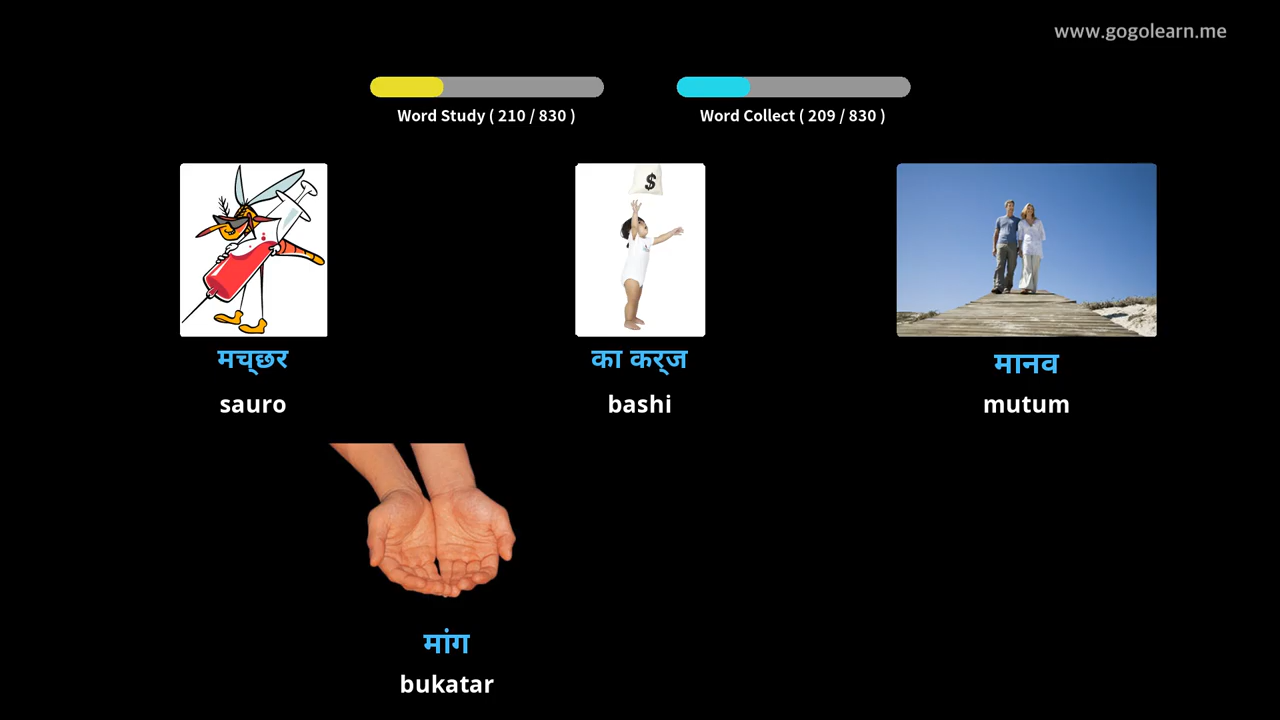 www.gogolearn.me
Word Study ( 210 / 830 )
Word Collect ( 209 / 830 )
$
मच्छर
का कर्ज
मानव
sauro
bashi
mutum
मांग
bukatar